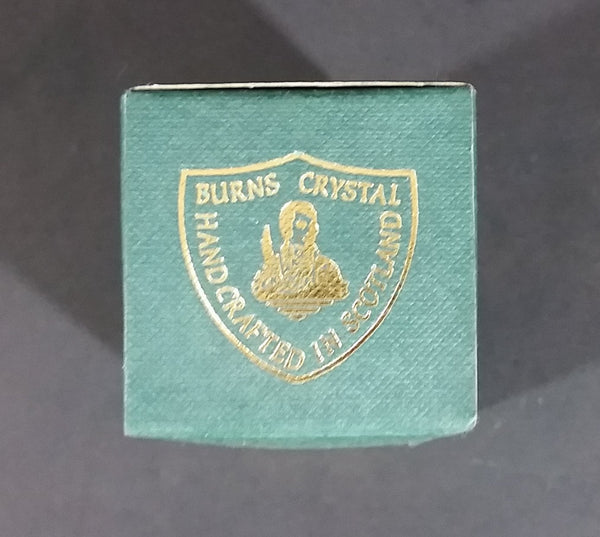 BURNS CRYSTAL
HAND CRAFTED IN SCOTLAND